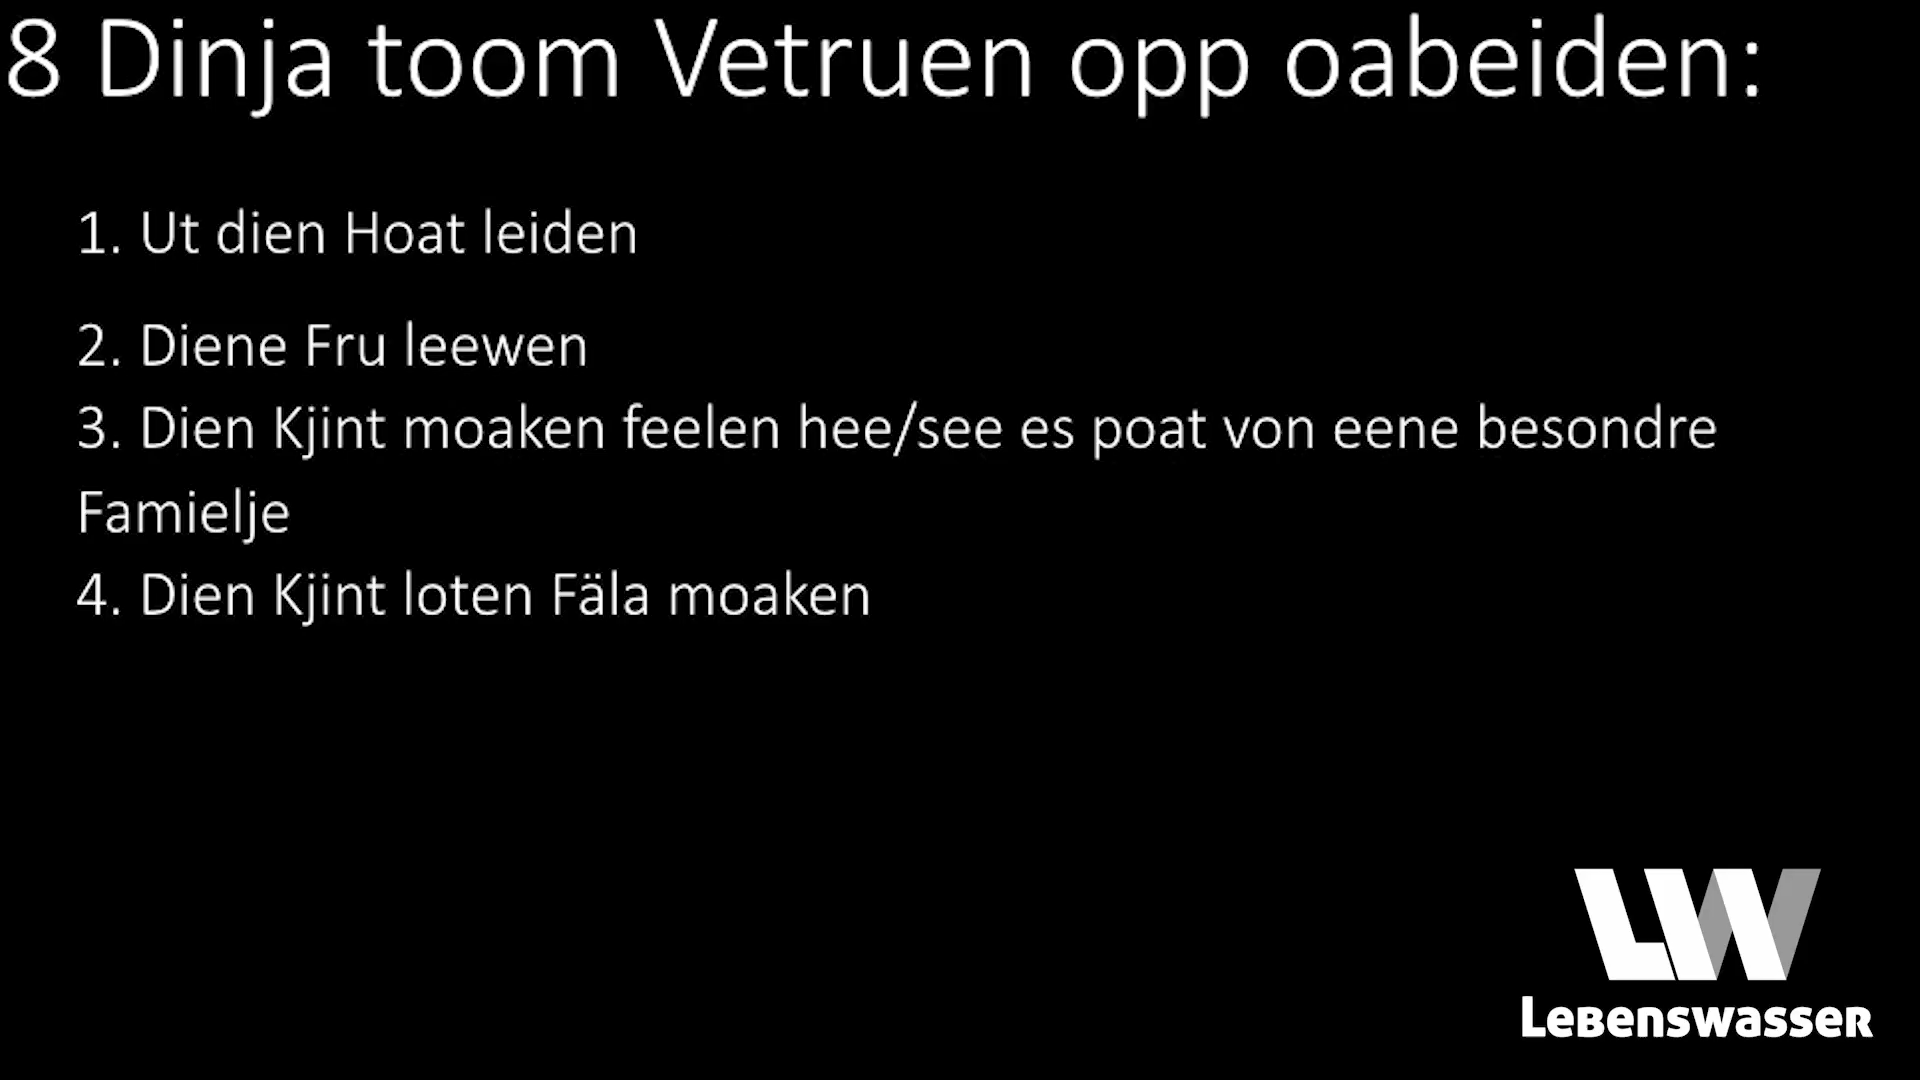 8 Dinja toom Vetruen opp oabeiden:
1. Ut dien Hoat leiden
2. Diene Fru leewen
3. Dien Kjint moaken feelen hee/see es poat von eene besondre
Famielje
4. Dien Kjint loten Fäla moaken
LW
Lebenswasser